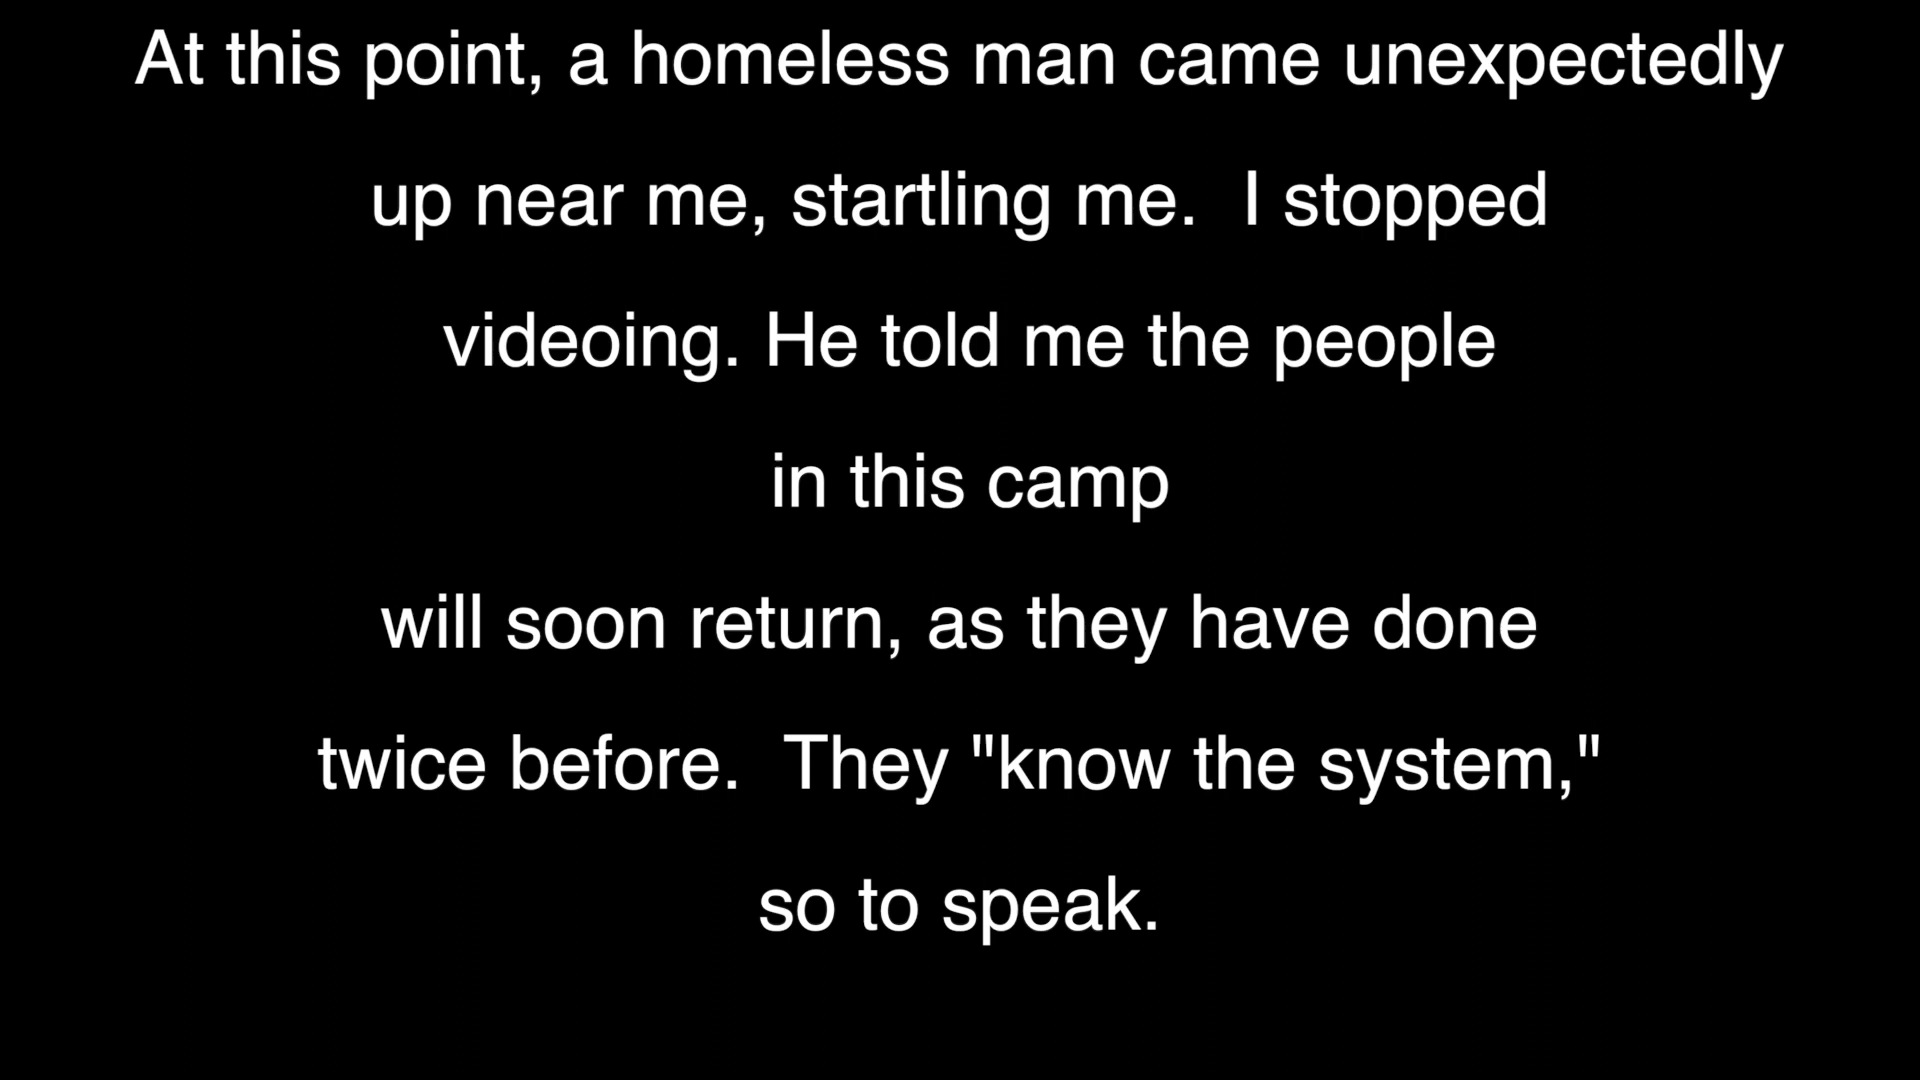 At this point, a homeless man came unexpectedly
up near me, startling me.  I stopped
videoing. He told me the people
in this camp
will soon return, as they have done
twice before.  They "know the system,"
so to speak.